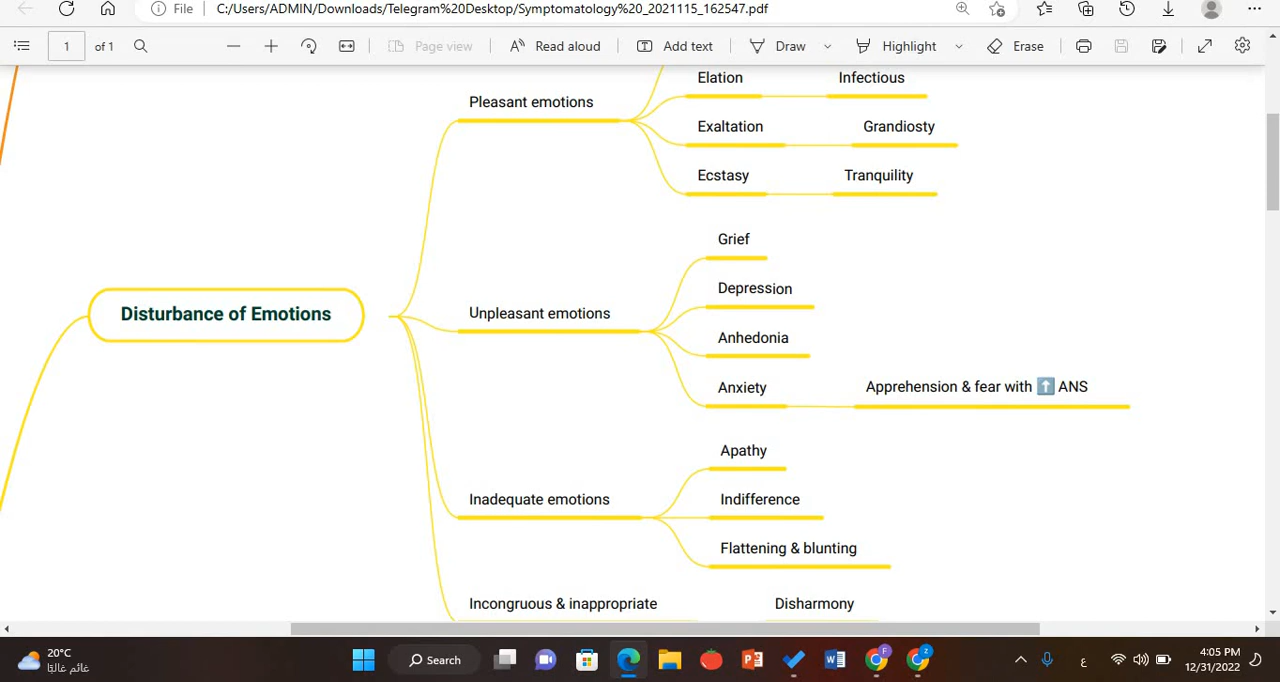 File
C:/Users/ADMIN/Downloads/Telegram%20Desktop/Symptomatology%20_2021115_162547.pdf
1 of 1
Page view
Read aloud
Add text
Draw
Highlight
Erase
Elation
Infectious
Pleasant emotions
Exaltation
Grandiosty
Ecstasy
Tranquility
Grief
Depression
Disturbance of Emotions
Unpleasant emotions
Anhedonia
Anxiety
Apprehension & fear with ⬆️ ANS
Apathy
Inadequate emotions
Indifference
Flattening & blunting
Incongruous & inappropriate
Disharmony
20°C
غائم غالبًا
Search
ع
4:05 PM
12/31/2022